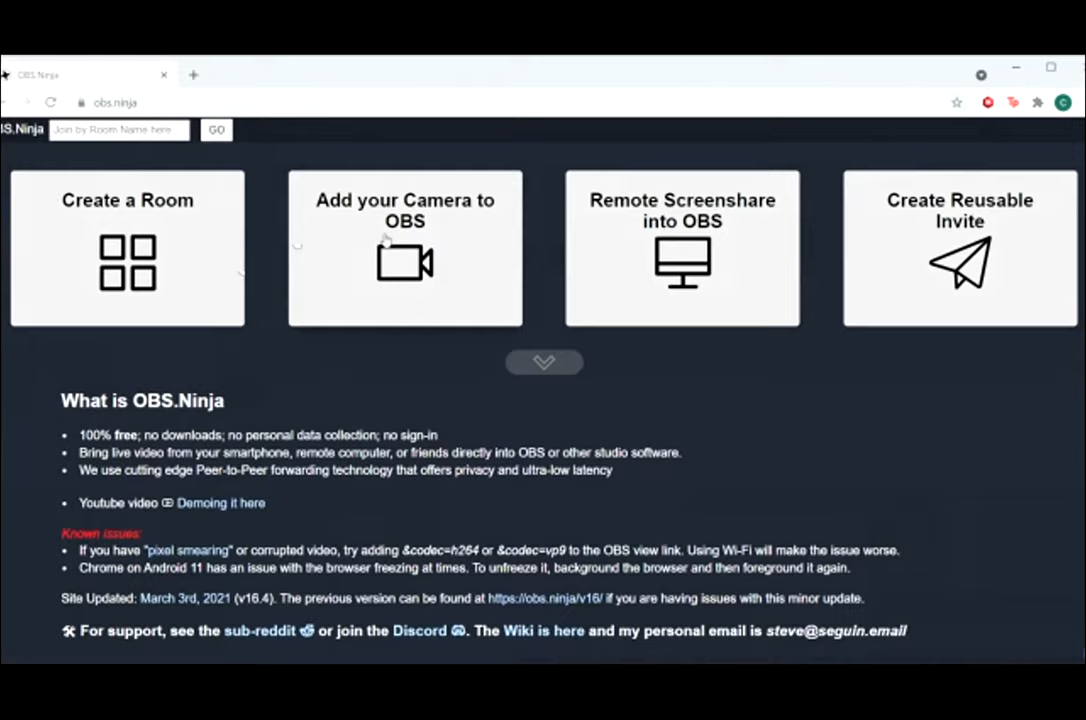 OBS.Ninja
obs.ninja
S.Ninja
Join by Room Name here
GO
Create a Room
Add your Camera to
OBS
Remote Screenshare
into OBS
Create Reusable
Invite
What is OBS.Ninja
100% free; no downloads; no personal data collection; no sign-in
Bring live video from your smartphone, remote computer, or friends directly into OBS or other studio software.
We use cutting edge Peer-to-Peer forwarding technology that offers privacy and ultra-low latency
Youtube video Demoing it here
Known issues:
If you have "pixel smearing" or corrupted video, try adding &codec=h264 or &codec=vp9 to the OBS view link. Using Wi-Fi will make the issue worse.
Chrome on Android 11 has an issue with the browser freezing at times. To unfreeze it, background the browser and then foreground it again.
Site Updated: March 3rd, 2021 (v16.4). The previous version can be found at https://obs.ninja/v16/ if you are having issues with this minor update.
For support, see the sub-reddit or join the Discord. The Wiki is here and my personal email is steve@seguin.email